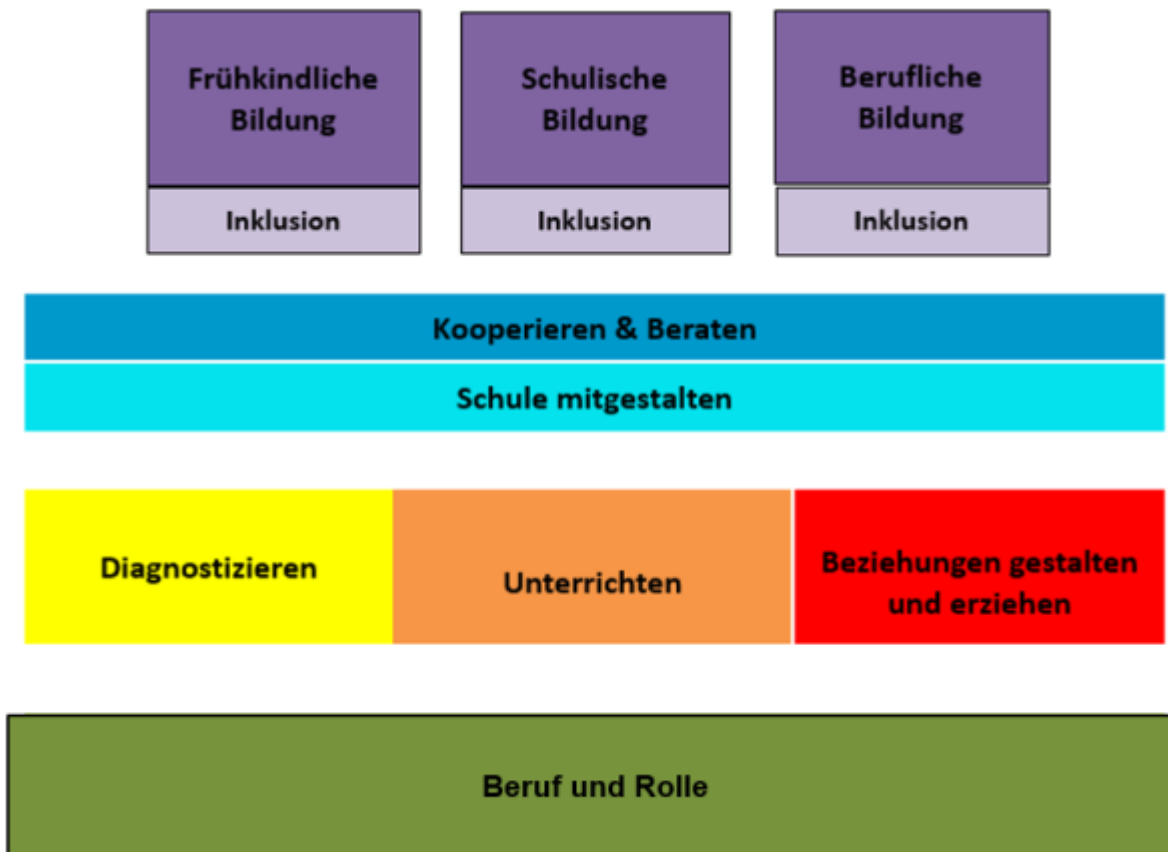 Frühkindliche
Bildung
Schulische
Bildung
Berufliche
Bildung
Inklusion
Inklusion
Inklusion
Kooperieren & Beraten
Schule mitgestalten
Diagnostizieren
Unterrichten
Beziehungen gestalten
und erziehen
Beruf und Rolle